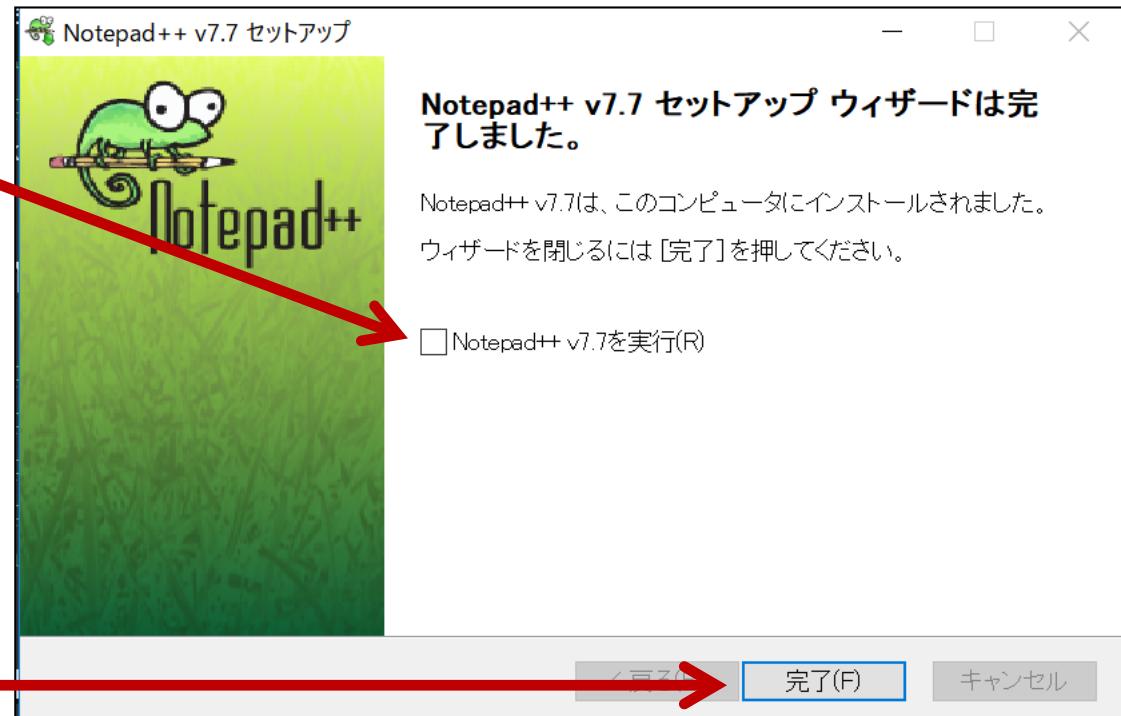 Notepad++ v7.7 セットアップ
Notepad++
Notepad++ v7.7 セットアップ ウィザードは完
了しました。
Notepad++ v7.7は、このコンピュータにインストールされました。
ウィザードを閉じるには [完了] を押してください。
Notepad++ v7.7を実行(R)
< 戻る(
完了(F)
キャンセル